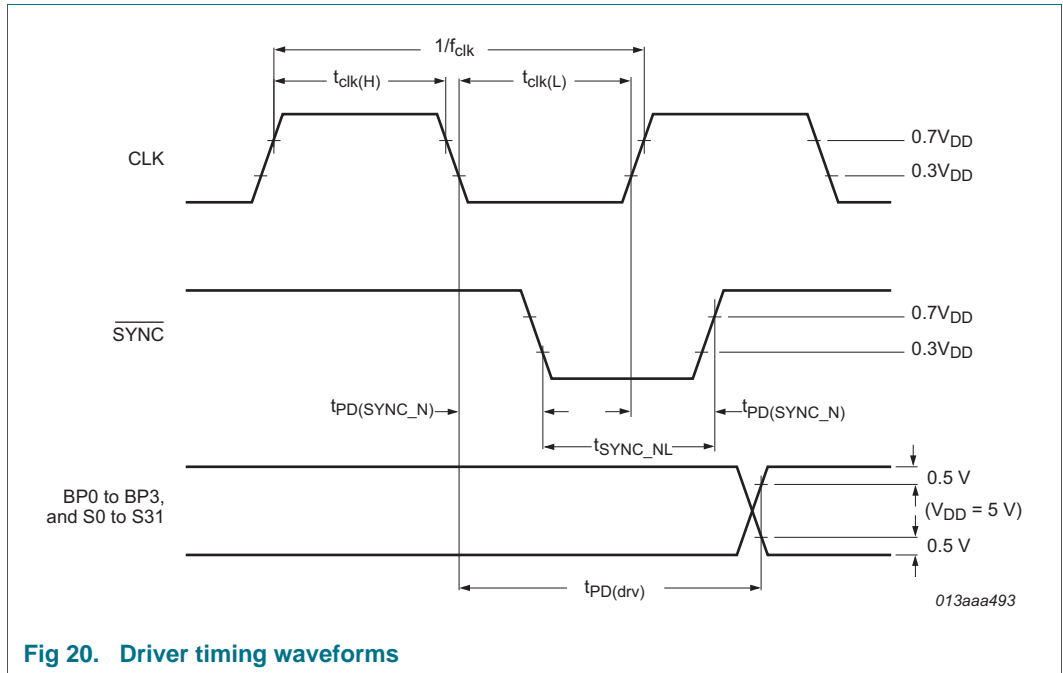 1/fclk
tclk(H)
tclk(L)
CLK
0.7VDD
0.3VDD
SYNC
0.7VDD
0.3VDD
tPD(SYNC_N)
tPD(SYNC_N)
tSYNC_NL
BP0 to BP3,
and S0 to S31
0.5 V
(VDD = 5 V)
0.5 V
tPD(drv)
013aaa493
Fig 20. Driver timing waveforms